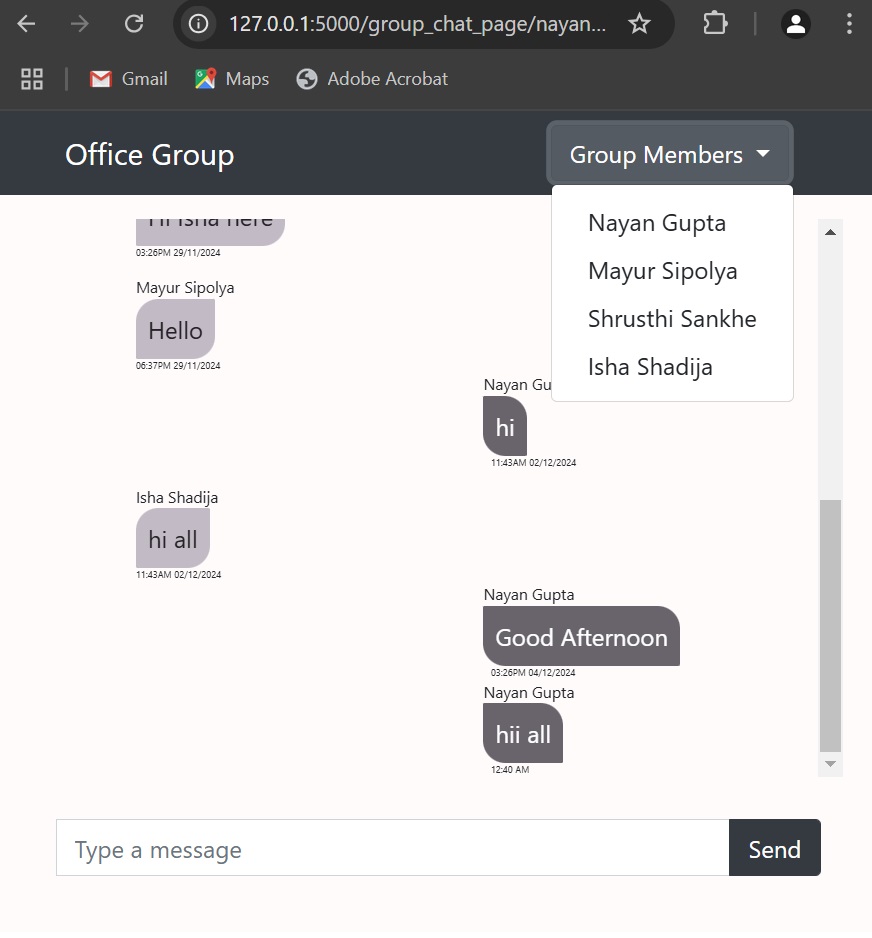 127.0.0.1:5000/group_chat_page/nayan...
Gmail
Maps
Adobe Acrobat
Office Group
Group Members
Nayan Gupta
Mayur Sipolya
Shrusthi Sankhe
Isha Shadija
Hi Isha here
03:26PM 29/11/2024
Mayur Sipolya
Hello
06:37PM 29/11/2024
Nayan Gu
hi
11:43AM 02/12/2024
Isha Shadija
hi all
11:43AM 02/12/2024
Nayan Gupta
Good Afternoon
03:26PM 04/12/2024
Nayan Gupta
hii all
12:40 AM
Type a message
Send